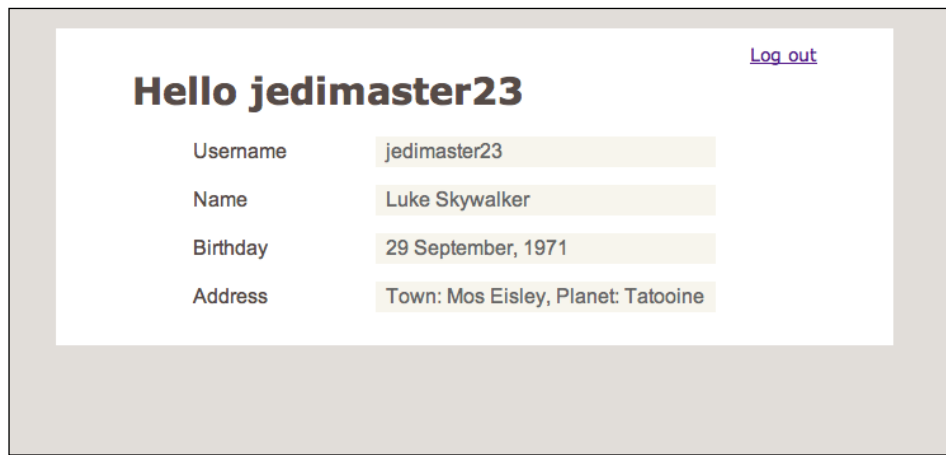 Log out
Hello jedimaster23
Username jedimaster23
Name Luke Skywalker
Birthday 29 September, 1971
Address Town: Mos Eisley, Planet: Tatooine